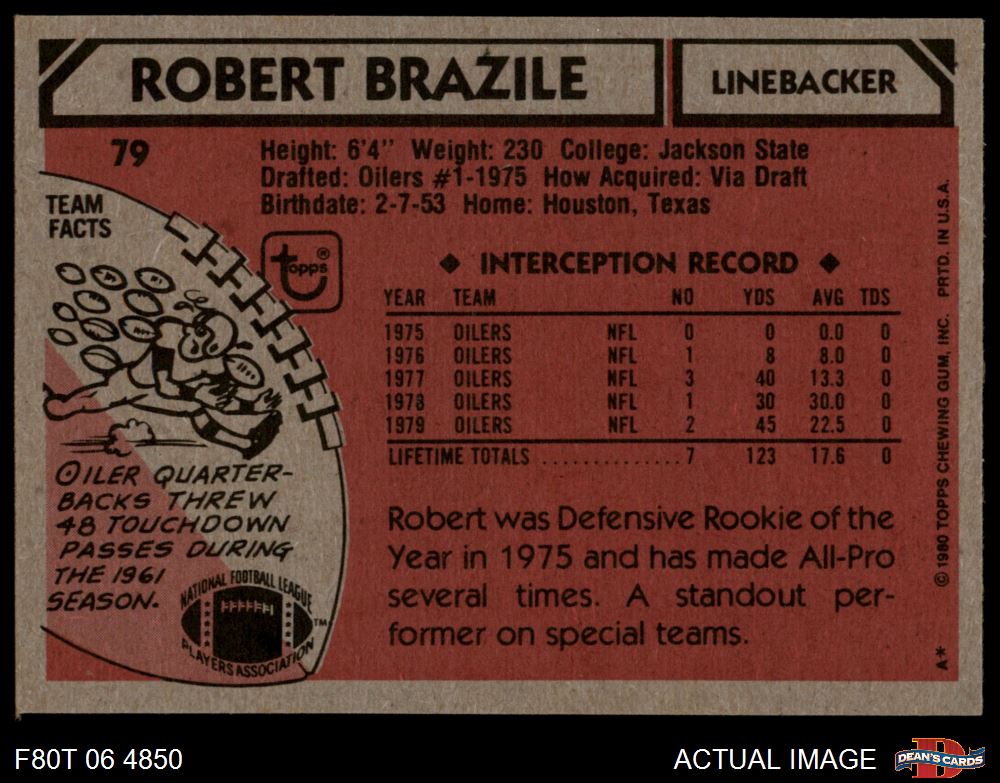 ROBERT BRAZILE
LINEBACKER
79
Height: 6'4" Weight: 230 College: Jackson State
Drafted: Oilers #1-1975 How Acquired: Via Draft
Birthdate: 2-7-53 Home: Houston, Texas
TEAM
FACTS
topps®
◆ INTERCEPTION RECORD ◆
YEAR TEAM NO YDS AVG TDS
1975 OILERS NFL 0 0 0.0 0
1976 OILERS NFL 1 8 8.0 0
1977 OILERS NFL 3 40 13.3 0
1978 OILERS NFL 1 30 30.0 0
1979 OILERS NFL 2 45 22.5 0
LIFETIME TOTALS .............. 7 123 17.6 0
OILER QUARTER-
BACKS THREW
48 TOUCHDOWN
PASSES DURING
THE 1961
SEASON.
NATIONAL FOOTBALL LEAGUE
PLAYERS ASSOCIATION
TM
Robert was Defensive Rookie of the
Year in 1975 and has made All-Pro
several times. A standout per-
former on special teams.
A* © 1980 TOPPS CHEWING GUM, INC. PRTD. IN U.S.A.
F80T 06 4850
ACTUAL IMAGE
D
DEAN'S CARDS